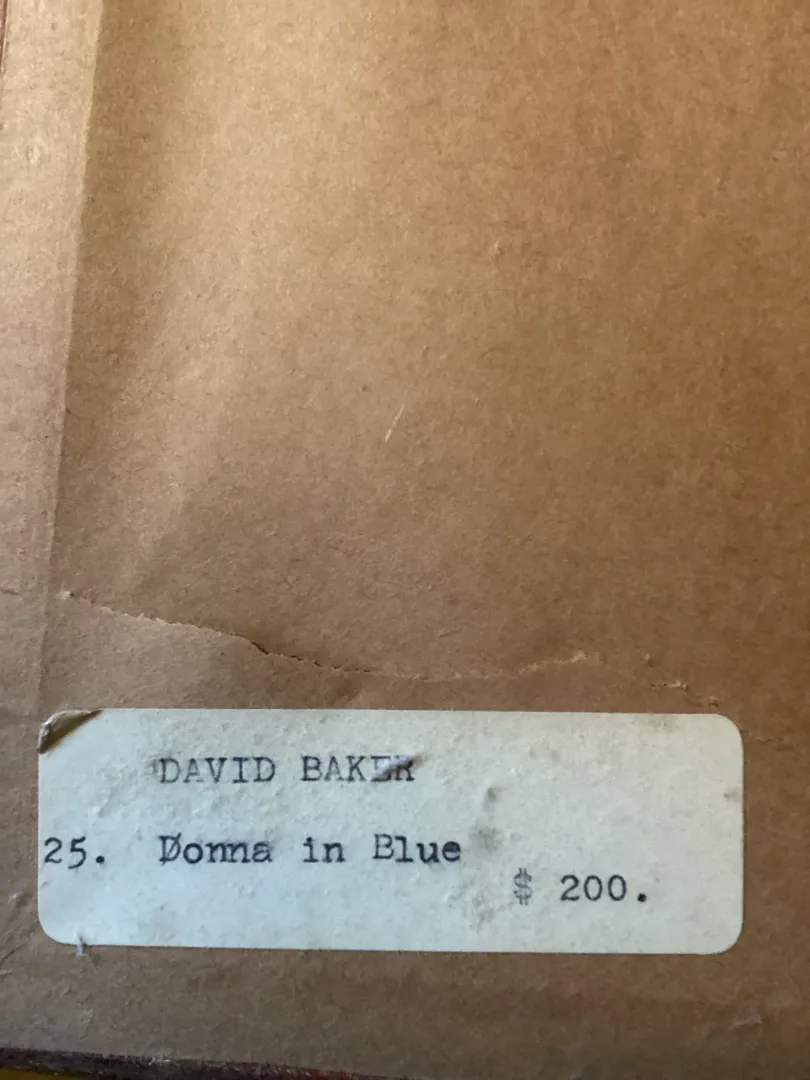 DAVID BAKER
25. Donna in Blue
$ 200.